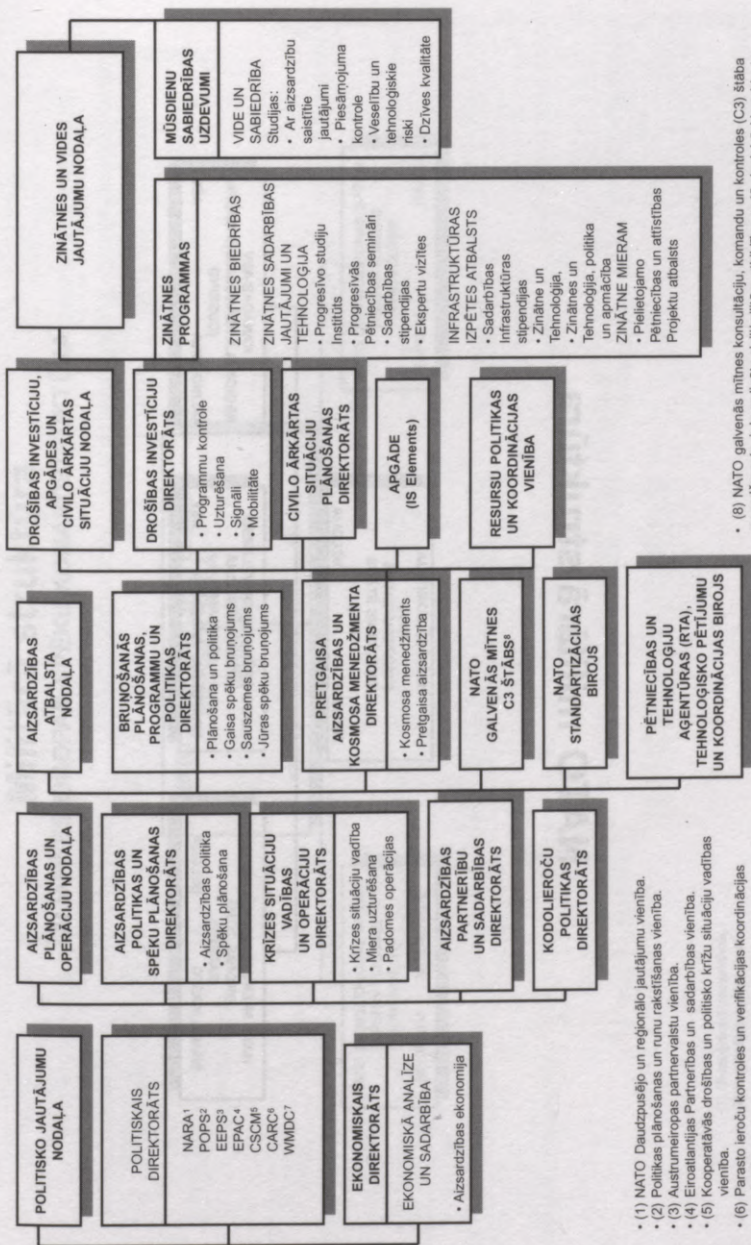 POLITISKO JAUTĀJUMU
NODAĻA
POLITISKAIS
DIREKTORĀTS
NARA¹
POPS²
EEPS³
EPAC⁴
CSCM⁵
CARC⁶
WMDC⁷
EKONOMISKAIS
DIREKTORĀTS
EKONOMISKĀ ANALĪZE
UN SADARBĪBA
• Aizsardzības ekonomija
AIZSARDZĪBAS
PLĀNOŠANAS UN
OPERĀCIJU NODAĻA
AIZSARDZĪBAS
POLITIKAS UN
SPĒKU PLĀNOŠANAS
DIREKTORĀTS
• Aizsardzības politika
• Spēku plānošana
KRĪZES SITUĀCIJU
VADĪBAS
UN OPERĀCIJU
DIREKTORĀTS
• Krīzes situāciju vadība
• Miera uzturēšana
• Padomes operācijas
AIZSARDZĪBAS
PARTNERĪBU
UN SADARBĪBAS
DIREKTORĀTS
KODOLIEROČU
POLITIKAS
DIREKTORĀTS
AIZSARDZĪBAS
ATBALSTA
NODAĻA
BRUŅOŠANĀS
PLĀNOŠANAS,
PROGRAMMU UN
POLITIKAS
DIREKTORĀTS
• Plānošana un politika
• Gaisa spēku bruņojums
• Sauszemes bruņojums
• Jūras spēku bruņojums
PRETGAISA
AIZSARDZĪBAS UN
KOSMOSA MENEDŽMENTA
DIREKTORĀTS
• Kosmosa menedžments
• Pretgaisa aizsardzība
NATO
GALVENĀS MĪTNES
C3 ŠTĀBS⁸
NATO
STANDARTIZĀCIJAS
BIROJS
PĒTNIECĪBAS UN
TEHNOLOĢIJU
AĢENTŪRAS (RTA),
TEHNOLOĢISKO PĒTĪJUMU
UN KOORDINĀCIJAS BIROJS
DROŠĪBAS INVESTĪCIJU,
APGĀDES UN
CIVILO ĀRKĀRTAS
SITUĀCIJU NODAĻA
DROŠĪBAS INVESTĪCIJU
DIREKTORĀTS
• Programmu kontrole
• Uzturēšana
• Signāli
• Mobilitāte
CIVILO ĀRKĀRTAS
SITUĀCIJU
PLĀNOŠANAS
DIREKTORĀTS
APGĀDE
(IS Elements)
RESURSU POLITIKAS
UN KOORDINĀCIJAS
VIENĪBA
ZINĀTNES UN VIDES
JAUTĀJUMU NODAĻA
ZINĀTNES
PROGRAMMAS
ZINĀTNES BIEDRĪBAS
ZINĀTNES SADARBĪBAS
JAUTĀJUMI UN
TEHNOLOĢIJA
• Progresīvo studiju
Institūts
• Progresīvās
Pētniecības semināri
• Sadarbības
stipendijas
• Ekspertu vizītes
INFRASTRUKTŪRAS
IZPĒTES ATBALSTS
• Sadarbības
Infrastruktūras
stipendijas
• Zinātne un
Tehnoloģija,
• Zinātnes un
Tehnoloģija, politika
un apmācība
ZINĀTNE MIERAM
• Pielietojamo
Pētniecības un attīstības
Projektu atbalsts
MŪSDIENU
SABIEDRĪBAS
UZDEVUMI
VIDE UN
SABIEDRĪBA
Studijas:
• Ar aizsardzību
saistītie
jautājumi
• Piesārņojuma
kontrole
• Veselību un
tehnoloģiskie
riski
• Dzīves kvalitāte
• (1) NATO Daudzpusējo un reģionālo jautājumu vienība.
• (2) Politikas plānošanas un runu rakstīšanas vienība.
• (3) Austrumeiropas partnervalstu vienība.
• (4) Eiroatlantijas Partnerības un sadarbības vienība.
• (5) Kooperatāvās drošības un politisko krīžu situāciju vadības
vienība.
• (6) Parasto ieroču kontroles un verifikācijas koordinācijas
• (8) NATO galvenās mītnes konsultāciju, komandu un kontroles (C3) štāba